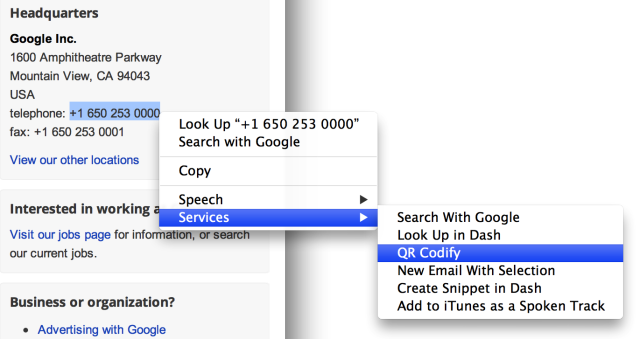 Headquarters
Google Inc.
1600 Amphitheatre Parkway
Mountain View, CA 94043
USA
telephone: +1 650 253 0000
fax: +1 650 253 0001
View our other locations
Interested in working a
Visit our jobs page for information, or search
our current jobs.
Business or organization?
Advertising with Google
Look Up “+1 650 253 0000”
Search with Google
Copy
Speech
Services
Search With Google
Look Up in Dash
QR Codify
New Email With Selection
Create Snippet in Dash
Add to iTunes as a Spoken Track